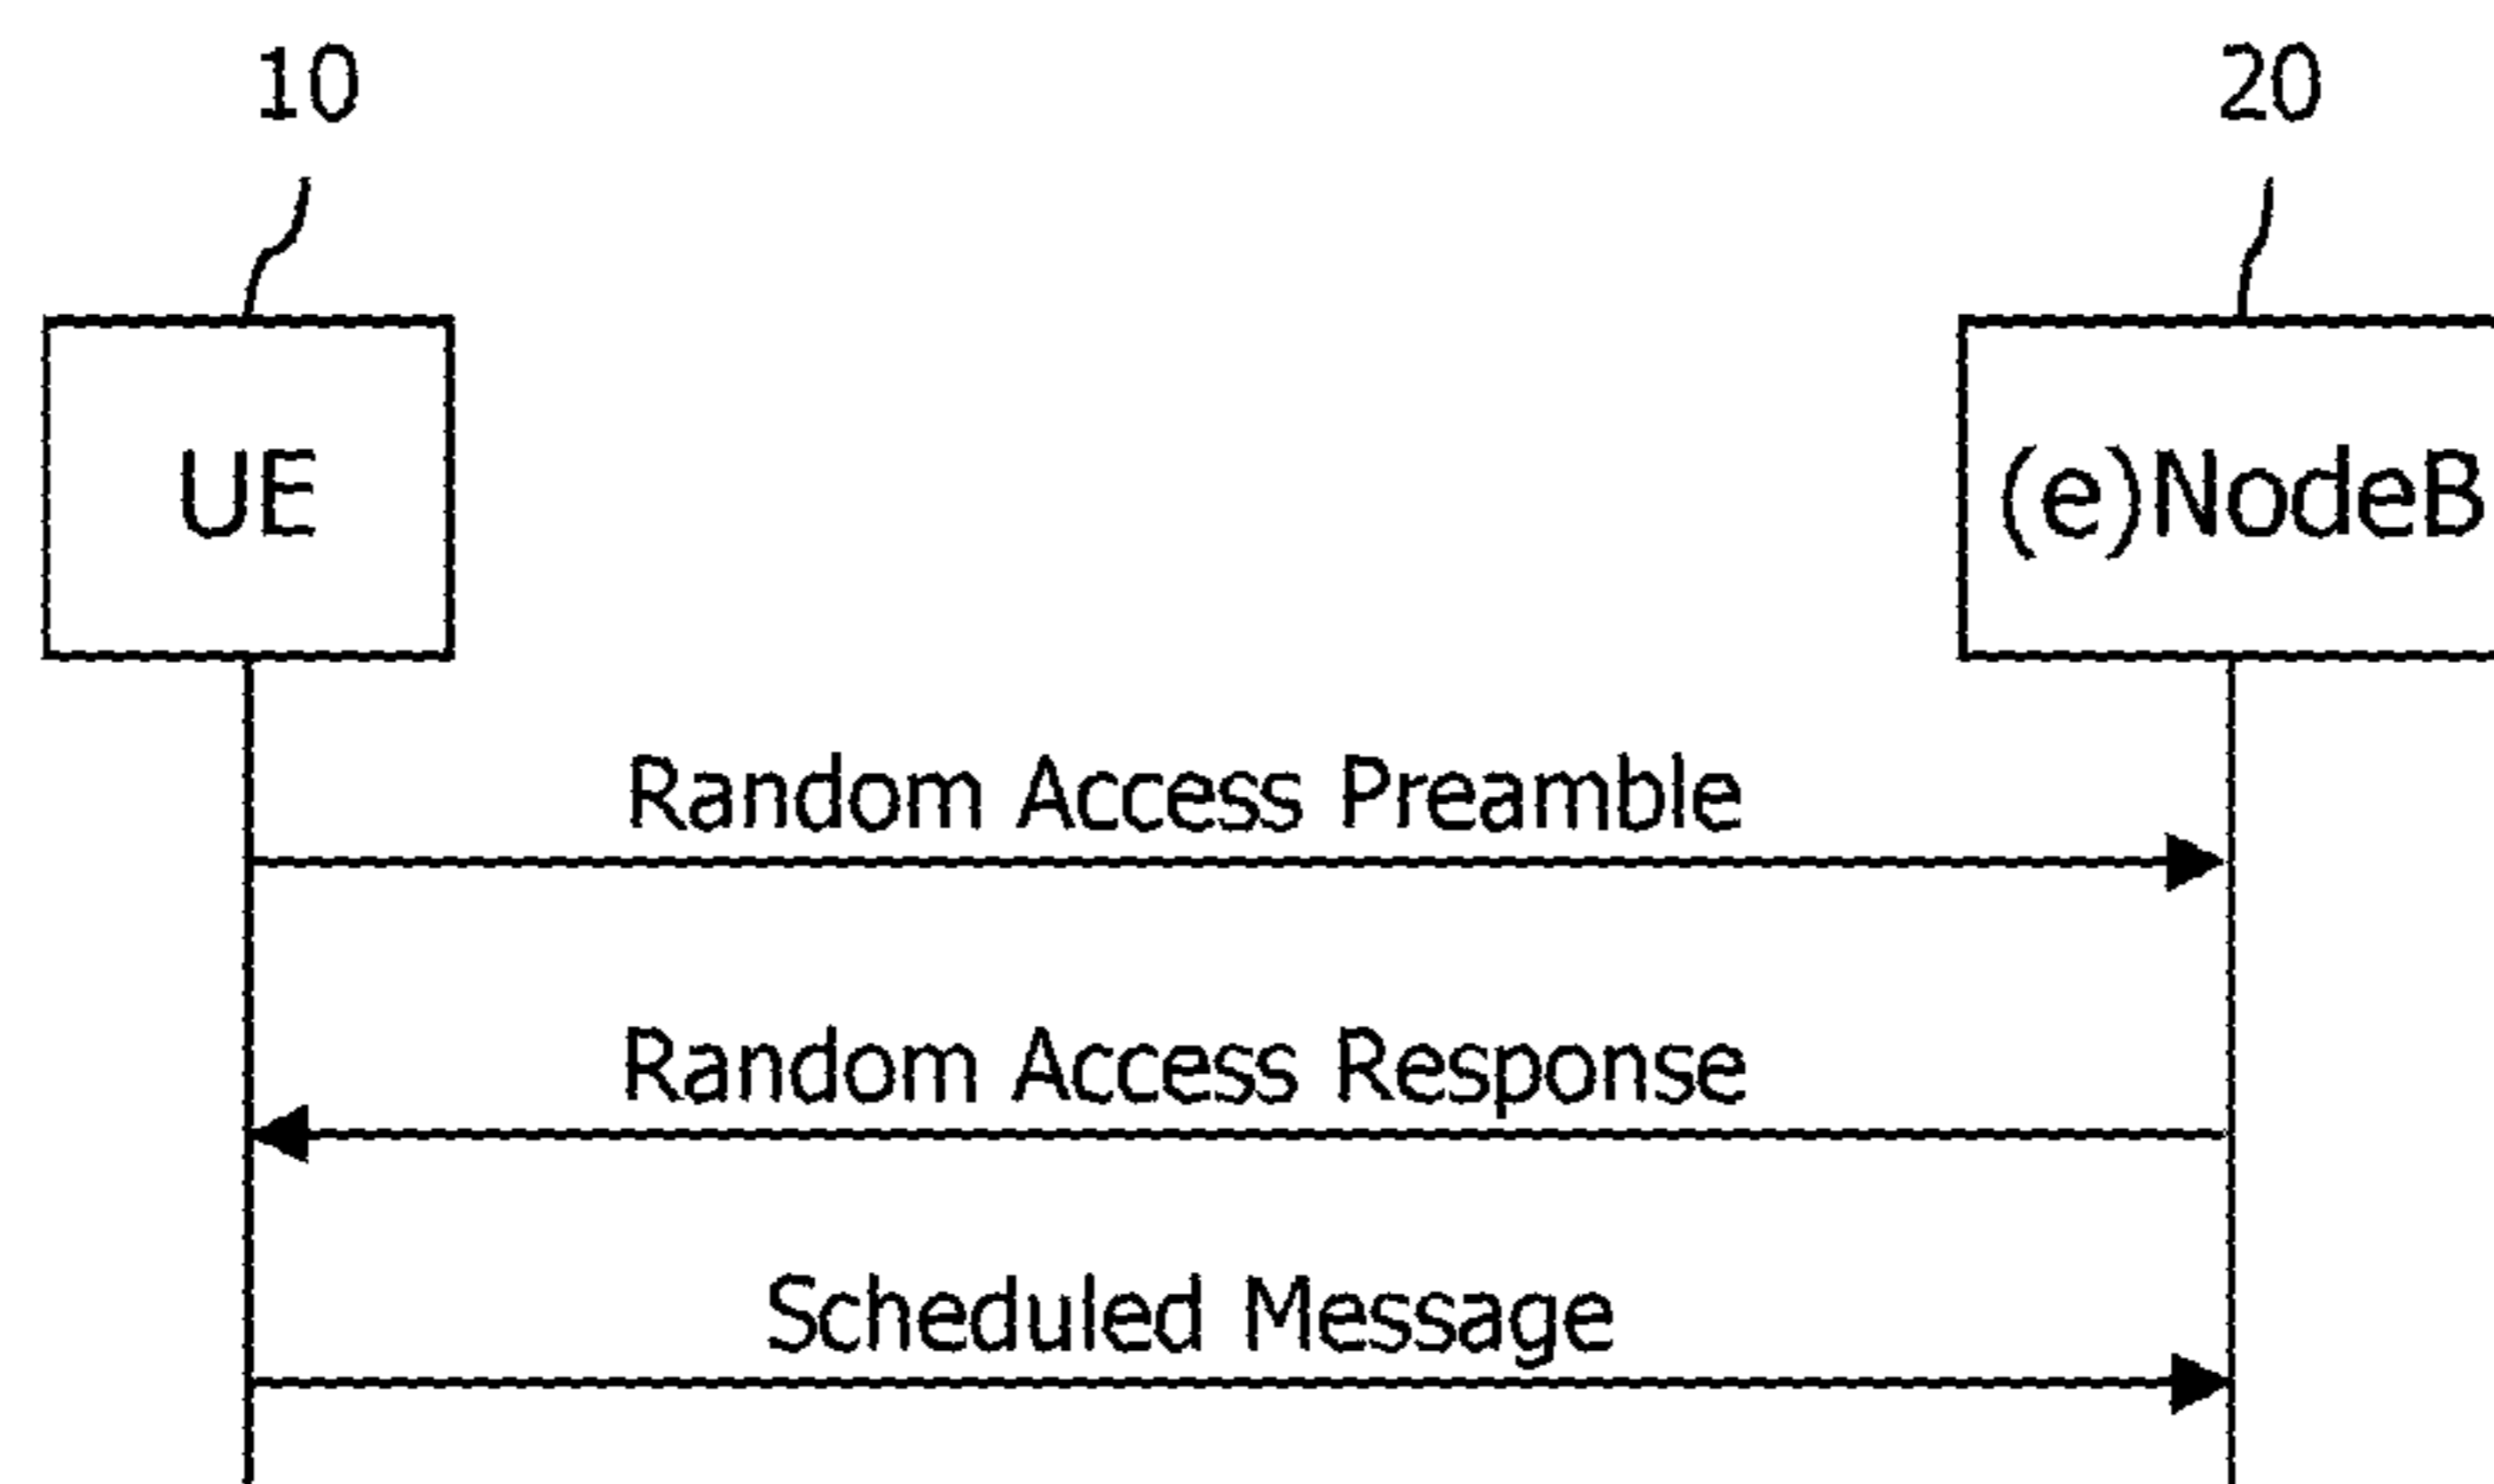 10
20
UE
(e)NodeB
Random Access Preamble
Random Access Response
Scheduled Message